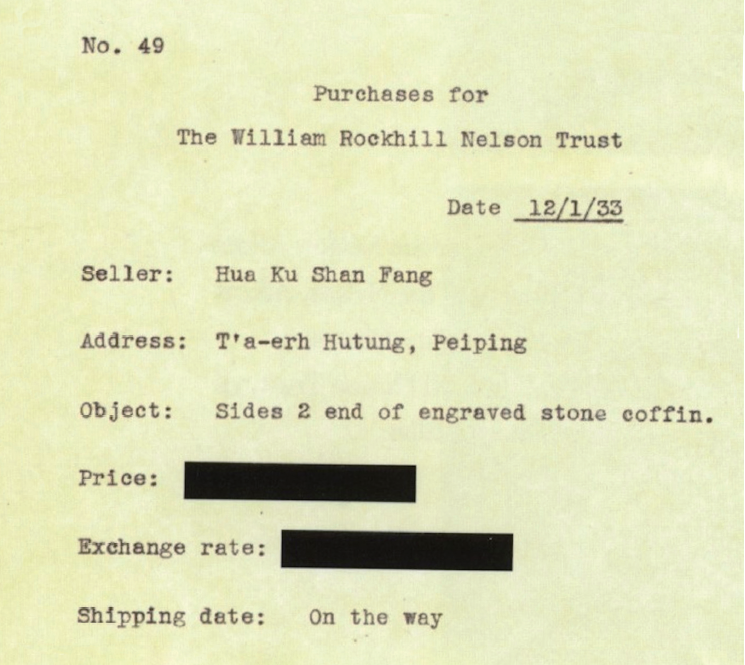 No. 49
Purchases for
The William Rockhill Nelson Trust
Date 12/1/33
Seller: Hua Ku Shan Fang
Address: T'a-erh Hutung, Peiping
Object: Sides 2 end of engraved stone coffin.
Price:
Exchange rate:
Shipping date: On the way